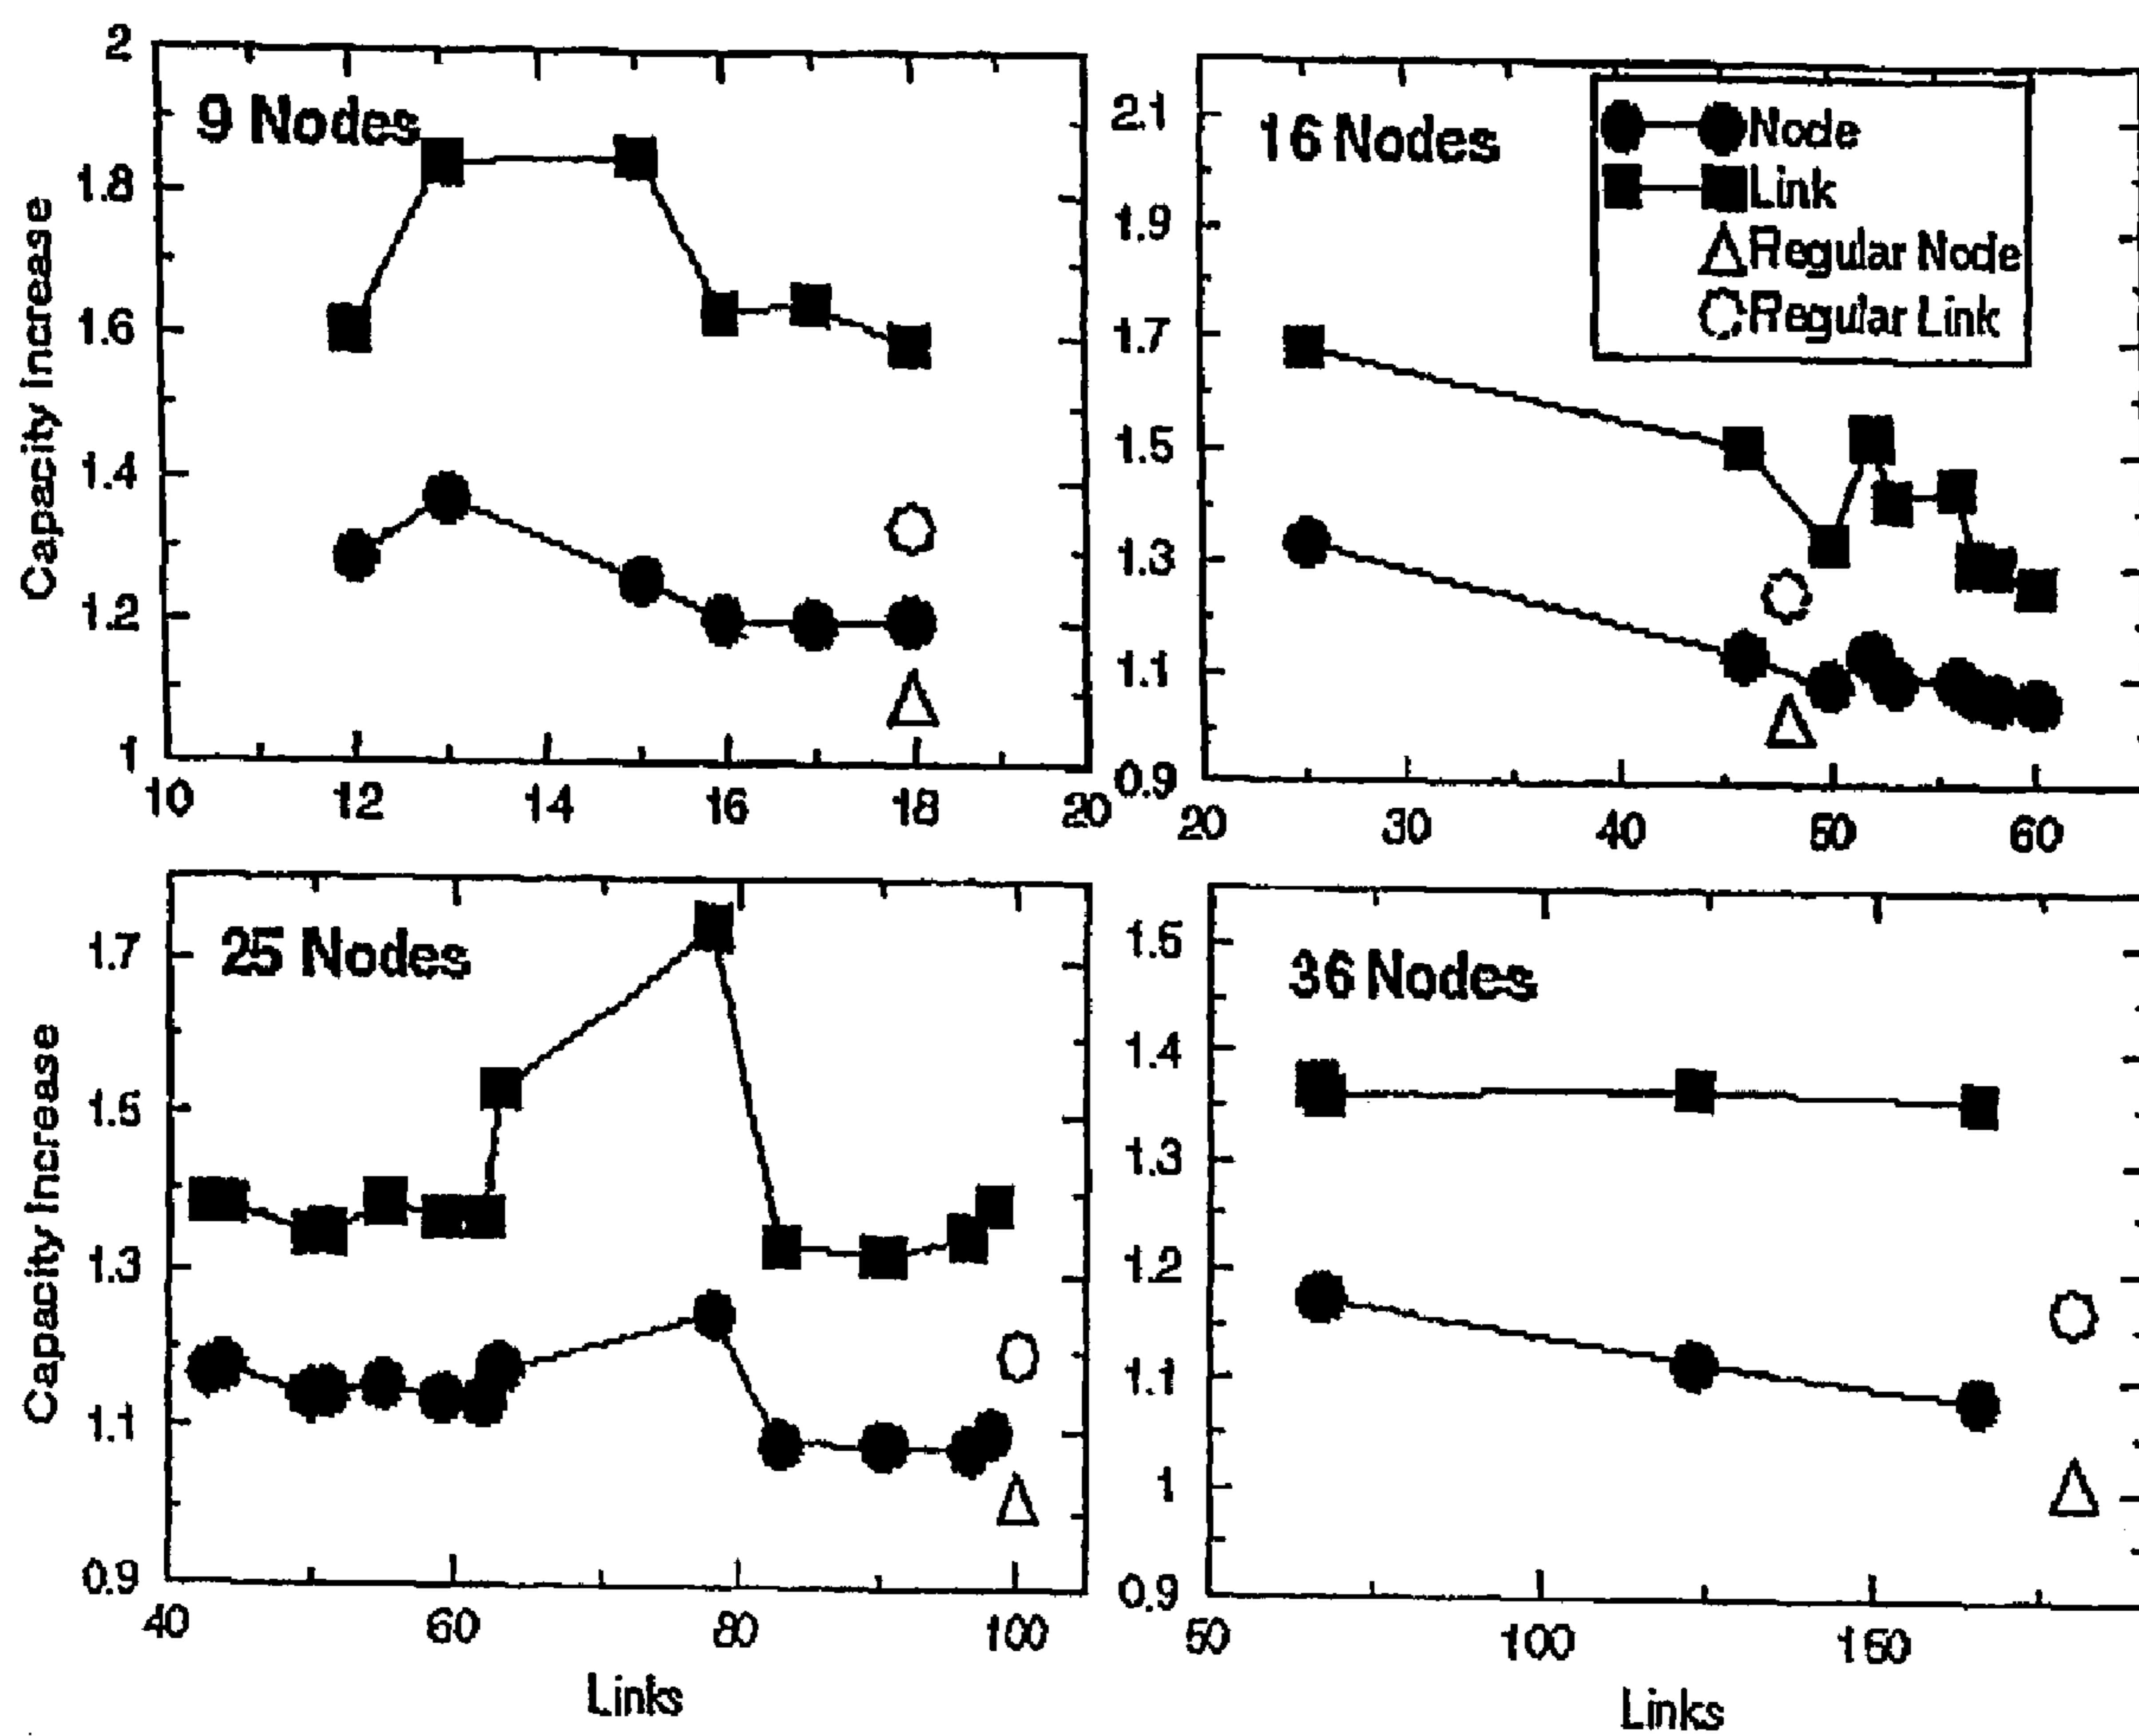 9 Nodes
2
1.8
1.6
1.4
1.2
1
Capacity Increase
10 12 14 16 18 20
16 Nodes
Node
Link
Regular Node
Regular Link
2.1
1.9
1.7
1.5
1.3
1.1
0.9
20 30 40 50 60
25 Nodes
1.7
1.5
1.3
1.1
0.9
Capacity Increase
40 60 80 100
Links
36 Nodes
1.5
1.4
1.3
1.2
1.1
1
0.9
50 100 150
Links